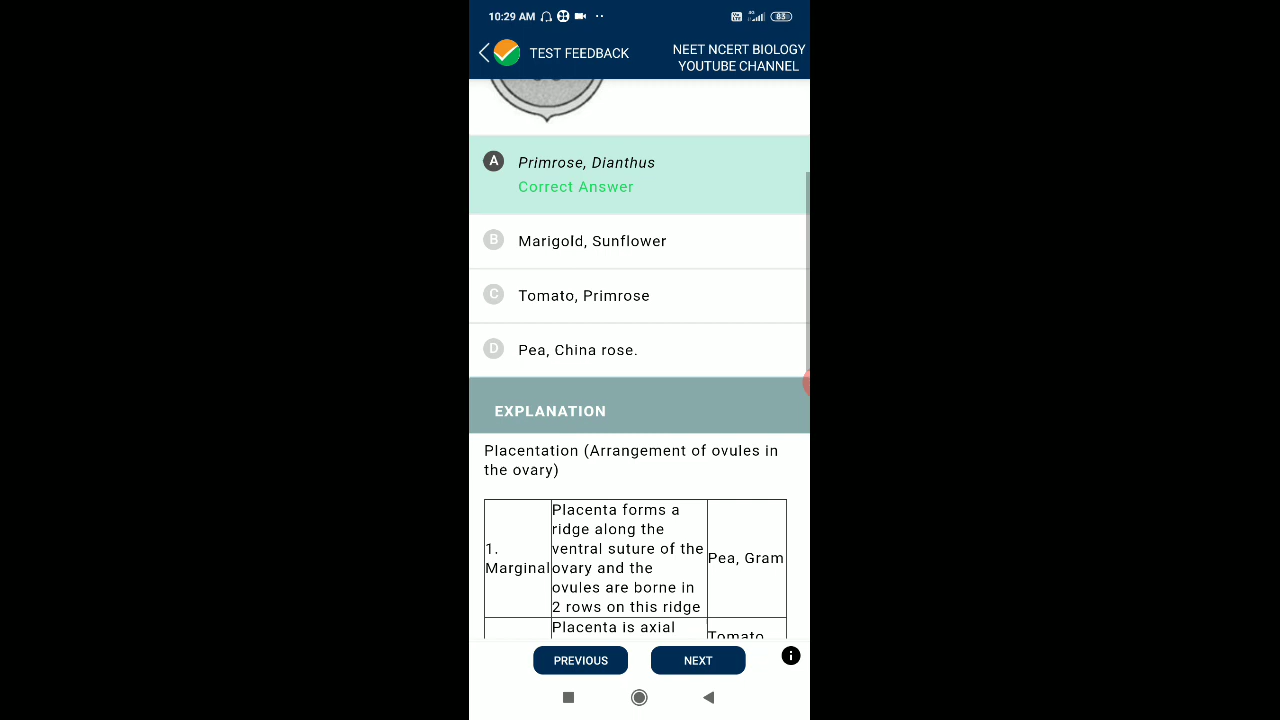 10:29 AM
83
TEST FEEDBACK
NEET NCERT BIOLOGY
YOUTUBE CHANNEL
A
Primrose, Dianthus
Correct Answer
B
Marigold, Sunflower
C
Tomato, Primrose
D
Pea, China rose.
EXPLANATION
Placentation (Arrangement of ovules in
the ovary)
1.
Marginal
Placenta forms a
ridge along the
ventral suture of the
ovary and the
ovules are borne in
2 rows on this ridge
Pea, Gram
Placenta is axial
Tomato
PREVIOUS
NEXT